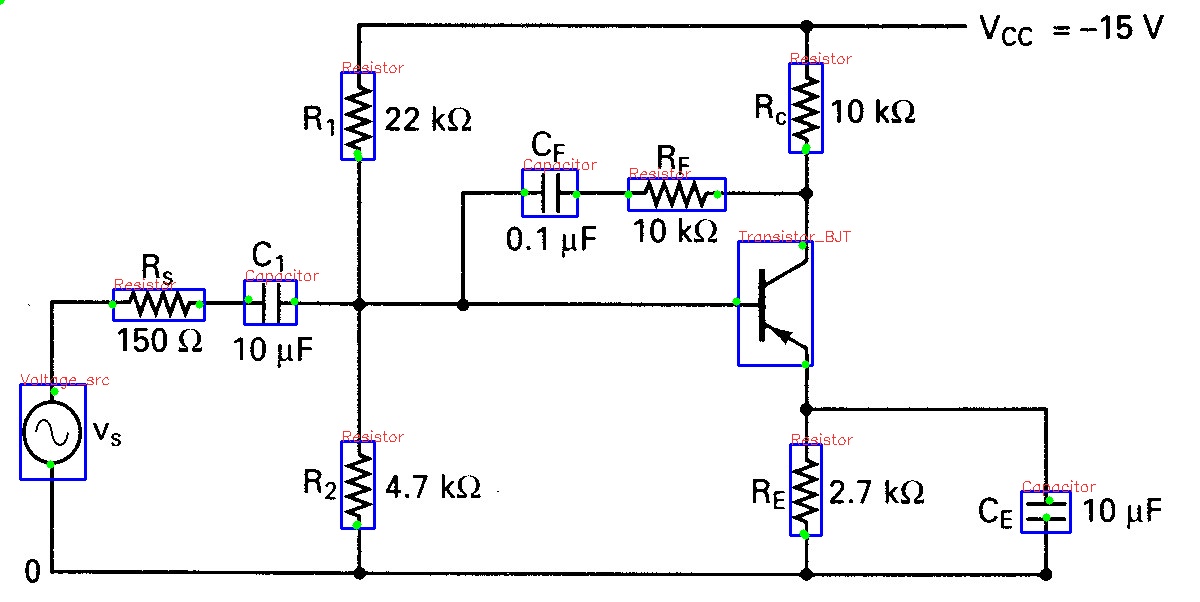 V_CC = −15 V
Resistor
Resistor
R_1
22 kΩ
R_c
10 kΩ
C_F
Capacitor
R_F
Resistor
0.1 μF
10 kΩ
Transistor_BJT
R_s
Resistor
150 Ω
C_1
Capacitor
10 μF
Voltage_src
v_s
Resistor
R_2
4.7 kΩ
Resistor
R_E
2.7 kΩ
Capacitor
C_E
10 μF
0